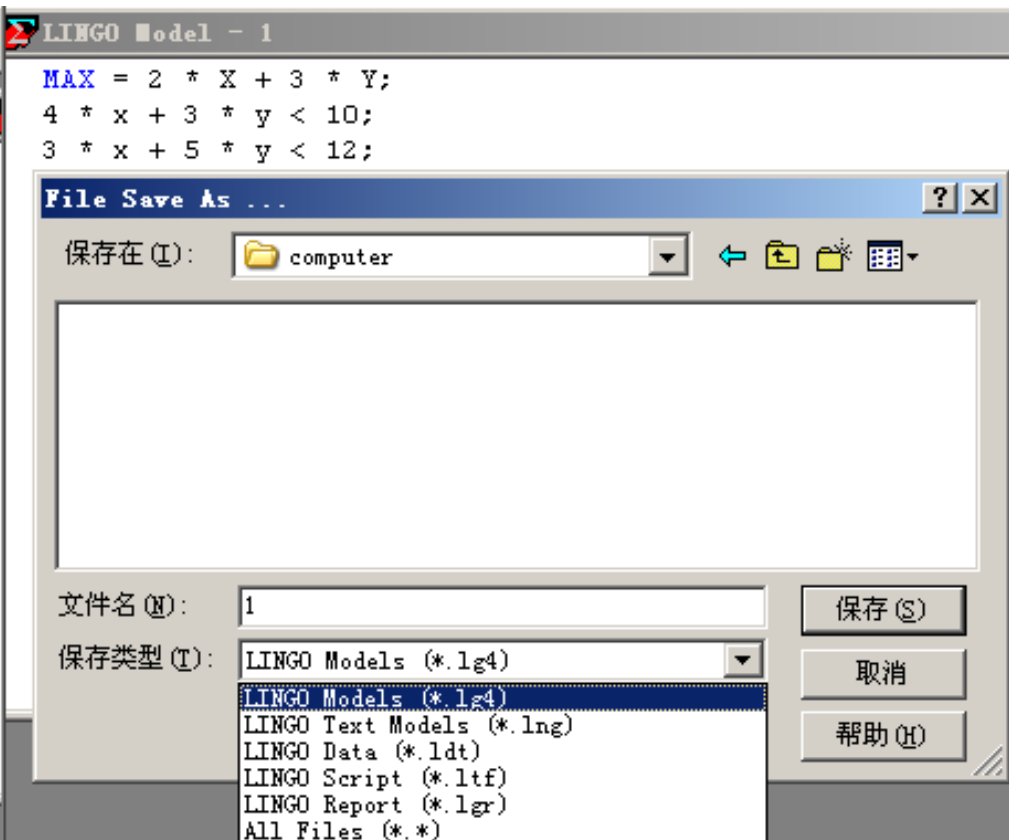 LINGO Model - 1
MAX = 2 * X + 3 * Y;
4 * x + 3 * y < 10;
3 * x + 5 * y < 12;
File Save As ...
保存在(I): computer
文件名(N): 1 保存(S)
保存类型(T): LINGO Models (*.lg4) 取消
LINGO Models (*.lg4)
LINGO Text Models (*.lng)
帮助(H)
LINGO Data (*.ldt)
LINGO Script (*.ltf)
LINGO Report (*.lgr)
All Files (*.*)